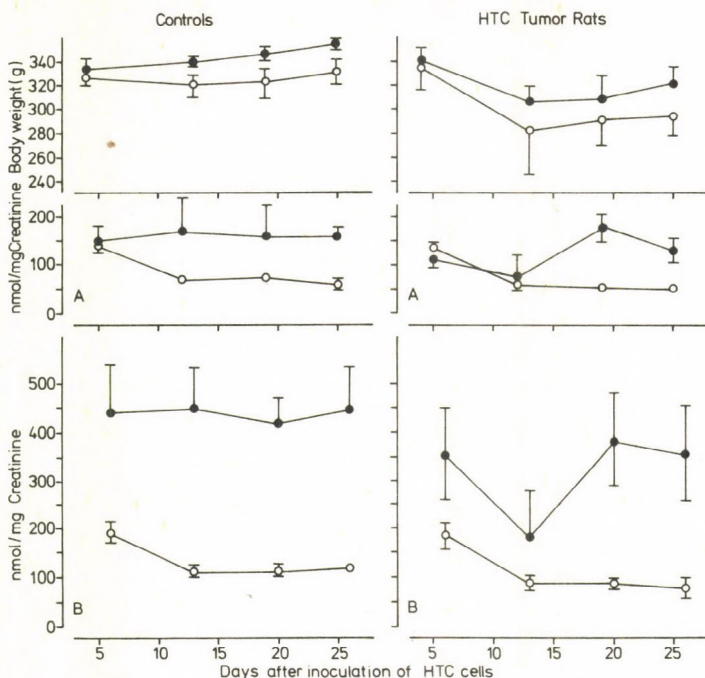 Controls
HTC Tumor Rats
Body weight (g)
340
320
300
280
260
240
nmol/mgCreatinine
200
150
100
50
0
A
A
nmol/mg Creatinine
500
400
300
200
100
0
B
B
5
10
15
20
25
5
10
15
20
25
Days after inoculation of HTC cells